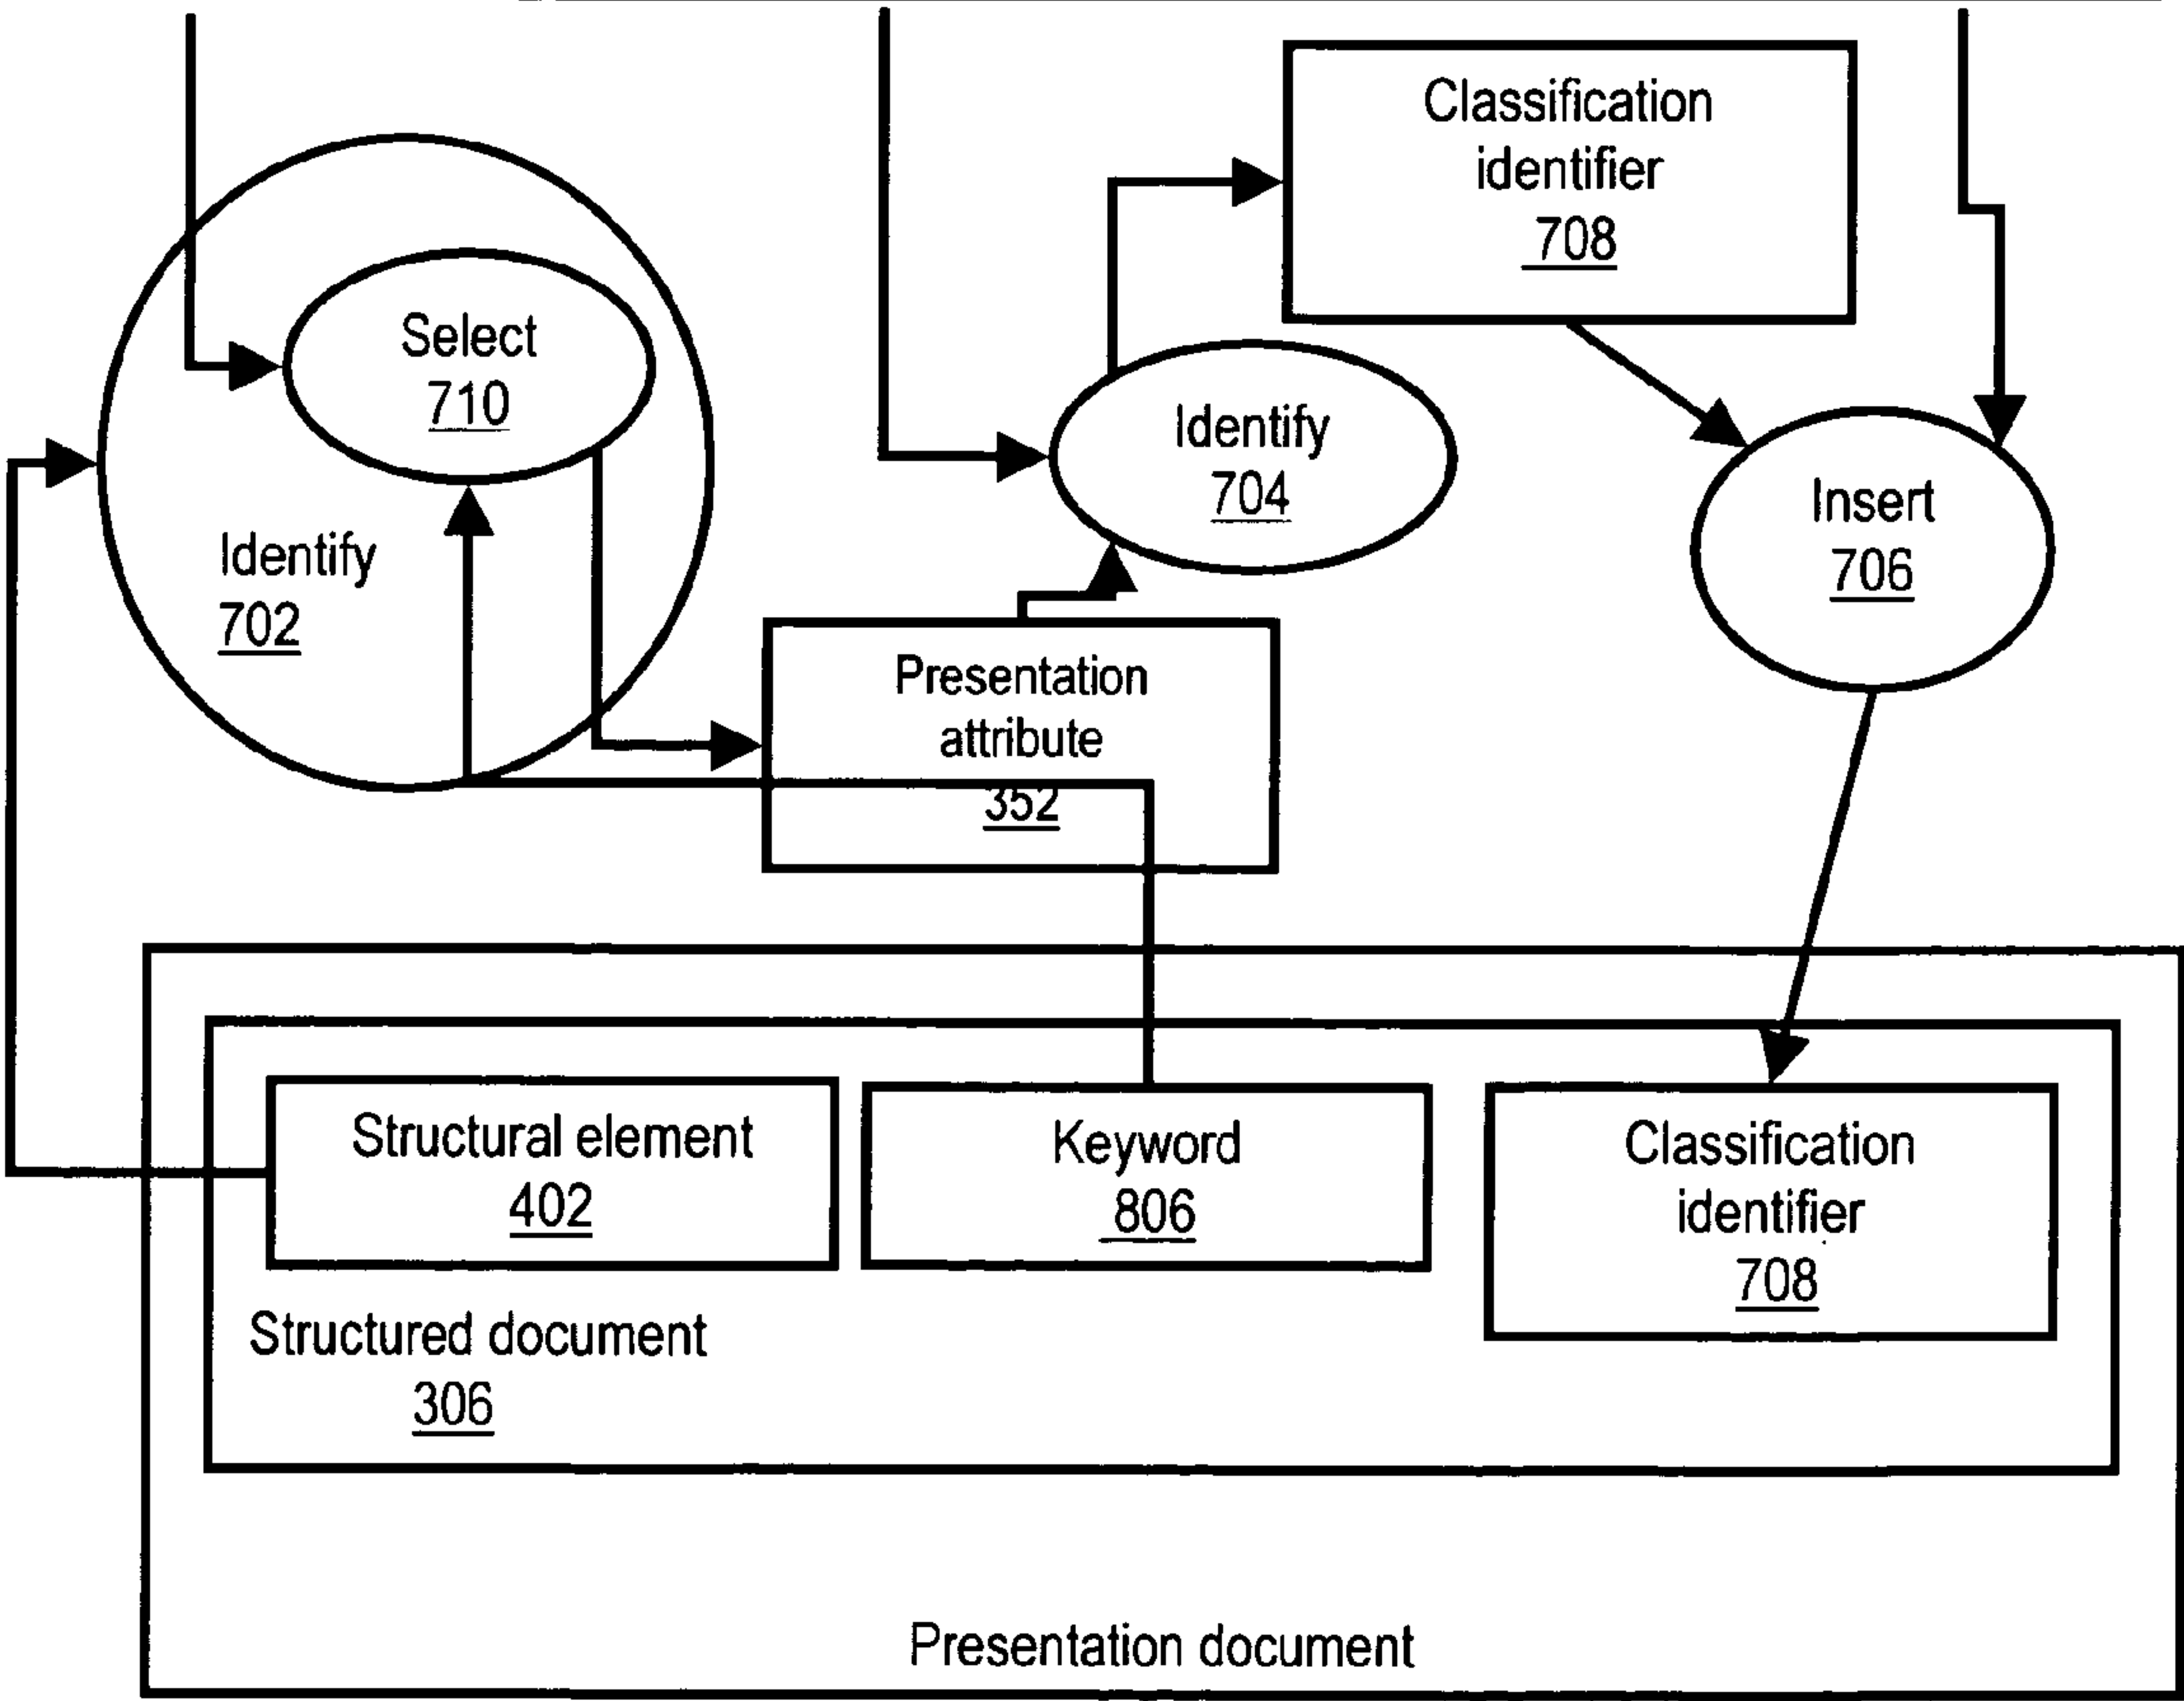 Classification
identifier
708
Select
710
Identify
704
Insert
706
Identify
702
Presentation
attribute
352
Structural element
402
Keyword
806
Classification
identifier
708
Structured document
306
Presentation document